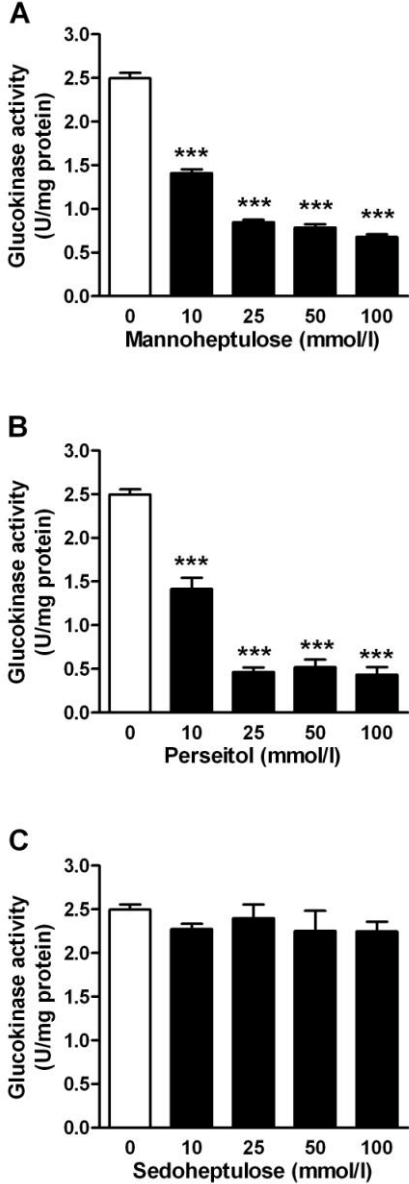 A
Glucokinase activity
(U/mg protein)
3.0
2.5
2.0
1.5
1.0
0.5
0.0
***
***
***
***
0 10 25 50 100
Mannoheptulose (mmol/l)
B
Glucokinase activity
(U/mg protein)
3.0
2.5
2.0
1.5
1.0
0.5
0.0
***
***
***
***
0 10 25 50 100
Perseitol (mmol/l)
C
Glucokinase activity
(U/mg protein)
3.0
2.5
2.0
1.5
1.0
0.5
0.0
0 10 25 50 100
Sedoheptulose (mmol/l)